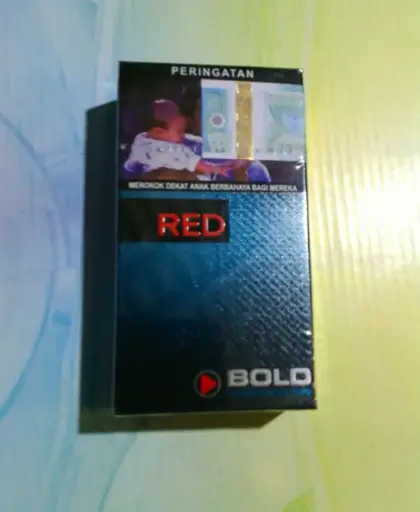 PERINGATAN
MEROKOK DEKAT ANAK BERBAHAYA BAGI MEREKA
RED
BOLD